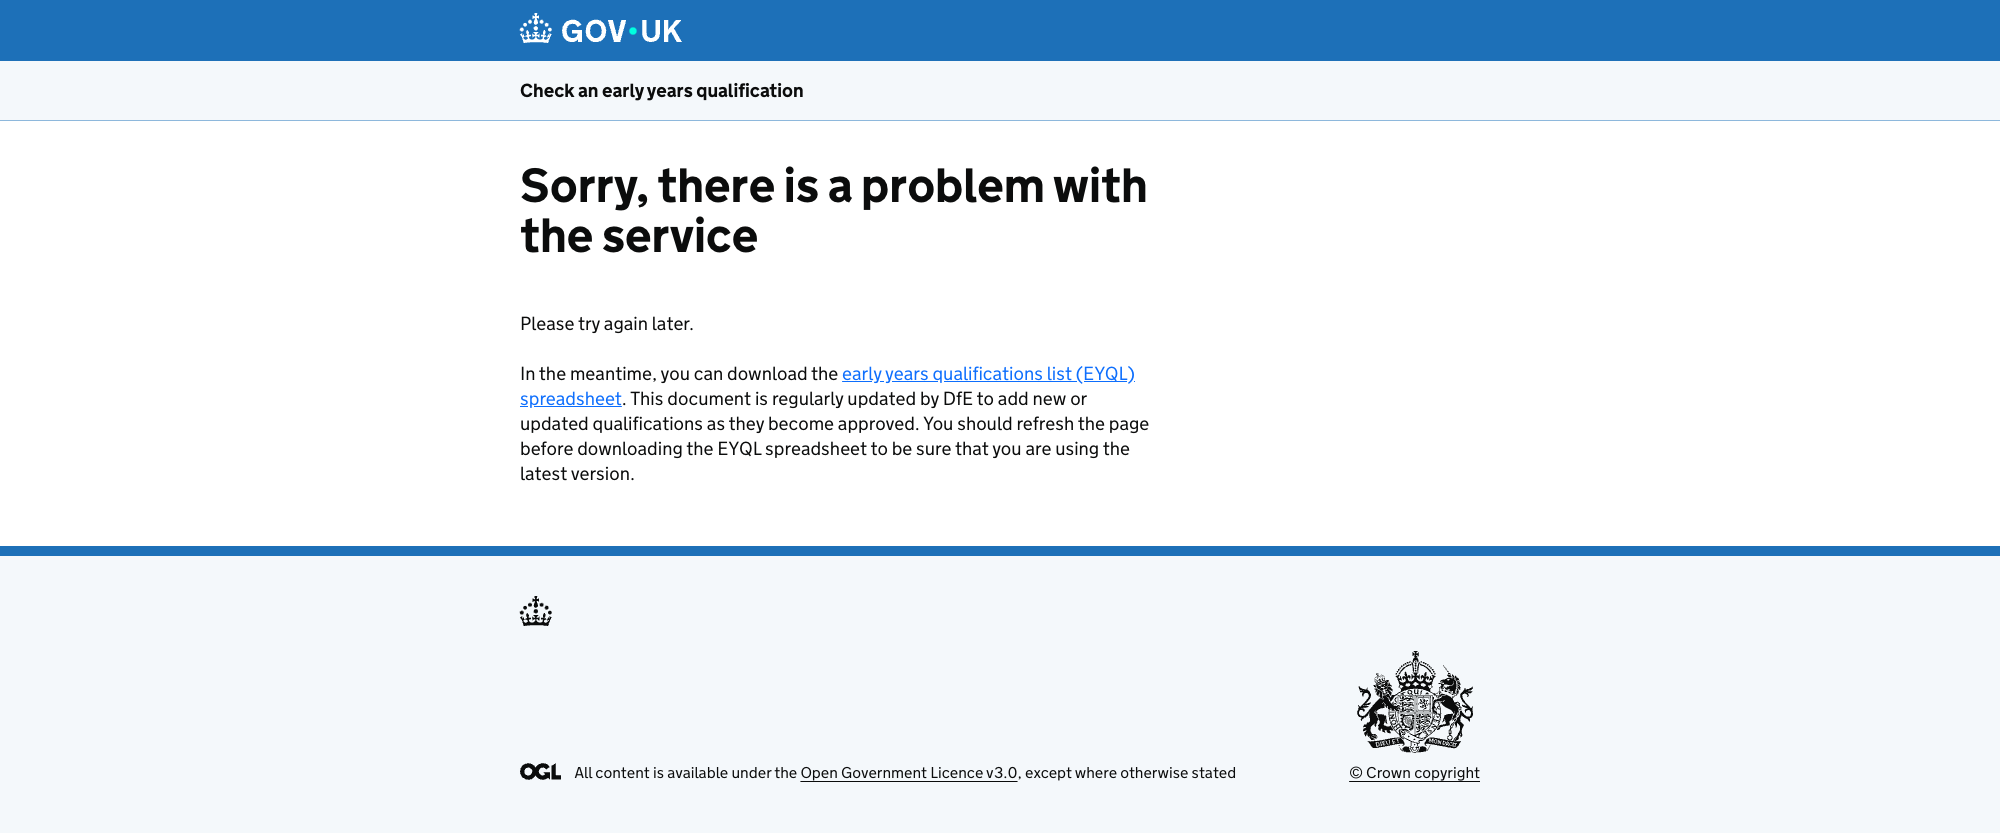 GOV·UK
Check an early years qualification
Sorry, there is a problem with
the service
Please try again later.
In the meantime, you can download the early years qualifications list (EYQL)
spreadsheet. This document is regularly updated by DfE to add new or
updated qualifications as they become approved. You should refresh the page
before downloading the EYQL spreadsheet to be sure that you are using the
latest version.
OGL All content is available under the Open Government Licence v3.0, except where otherwise stated
© Crown copyright